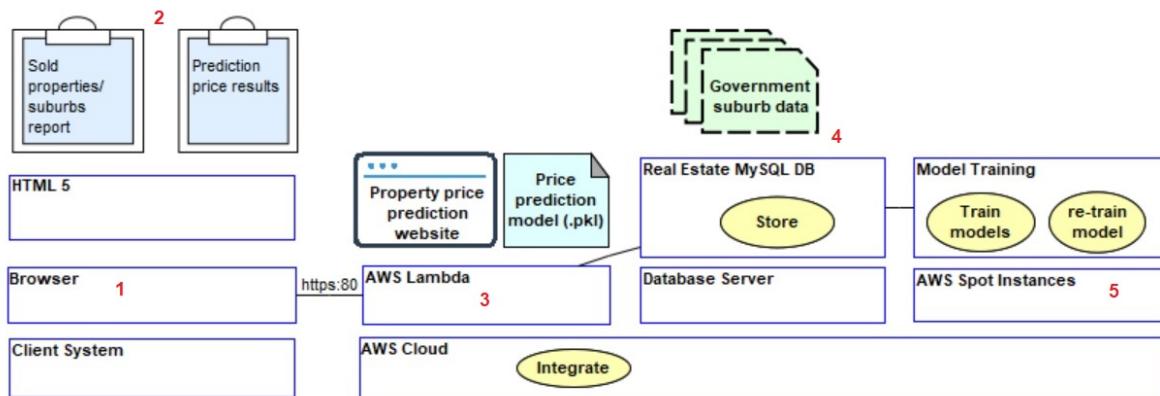 2
Sold
properties/
suburbs
report
Prediction
price results
Government
suburb data
4
HTML 5
Property price
prediction
website
Price
prediction
model (.pkl)
Real Estate MySQL DB
Store
Model Training
Train
models
re-train
model
Browser
1
https:80
AWS Lambda
3
Database Server
AWS Spot Instances
5
Client System
AWS Cloud
Integrate